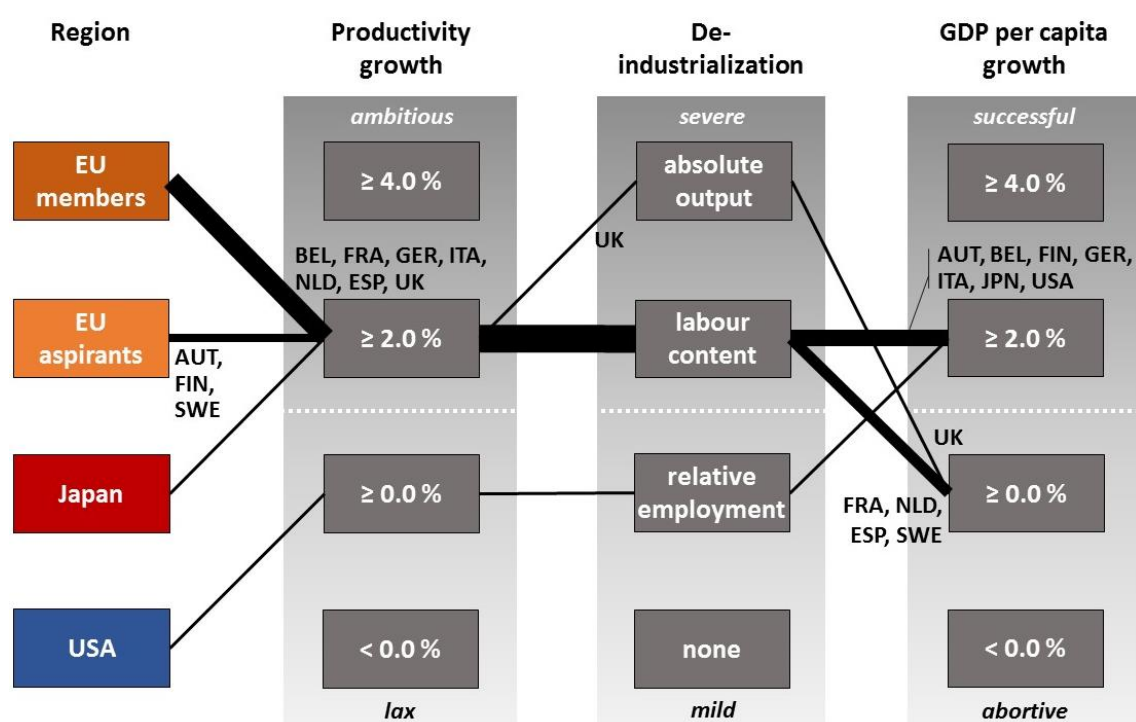 Region
Productivity
growth
De-
industrialization
GDP per capita
growth
ambitious
severe
successful
EU
members
≥ 4.0 %
absolute
output
≥ 4.0 %
UK
BEL, FRA, GER, ITA,
NLD, ESP, UK
AUT, BEL, FIN, GER,
ITA, JPN, USA
EU
aspirants
AUT,
FIN,
SWE
≥ 2.0 %
labour
content
≥ 2.0 %
UK
Japan
≥ 0.0 %
relative
employment
FRA, NLD,
ESP, SWE
≥ 0.0 %
USA
< 0.0 %
none
< 0.0 %
lax
mild
abortive